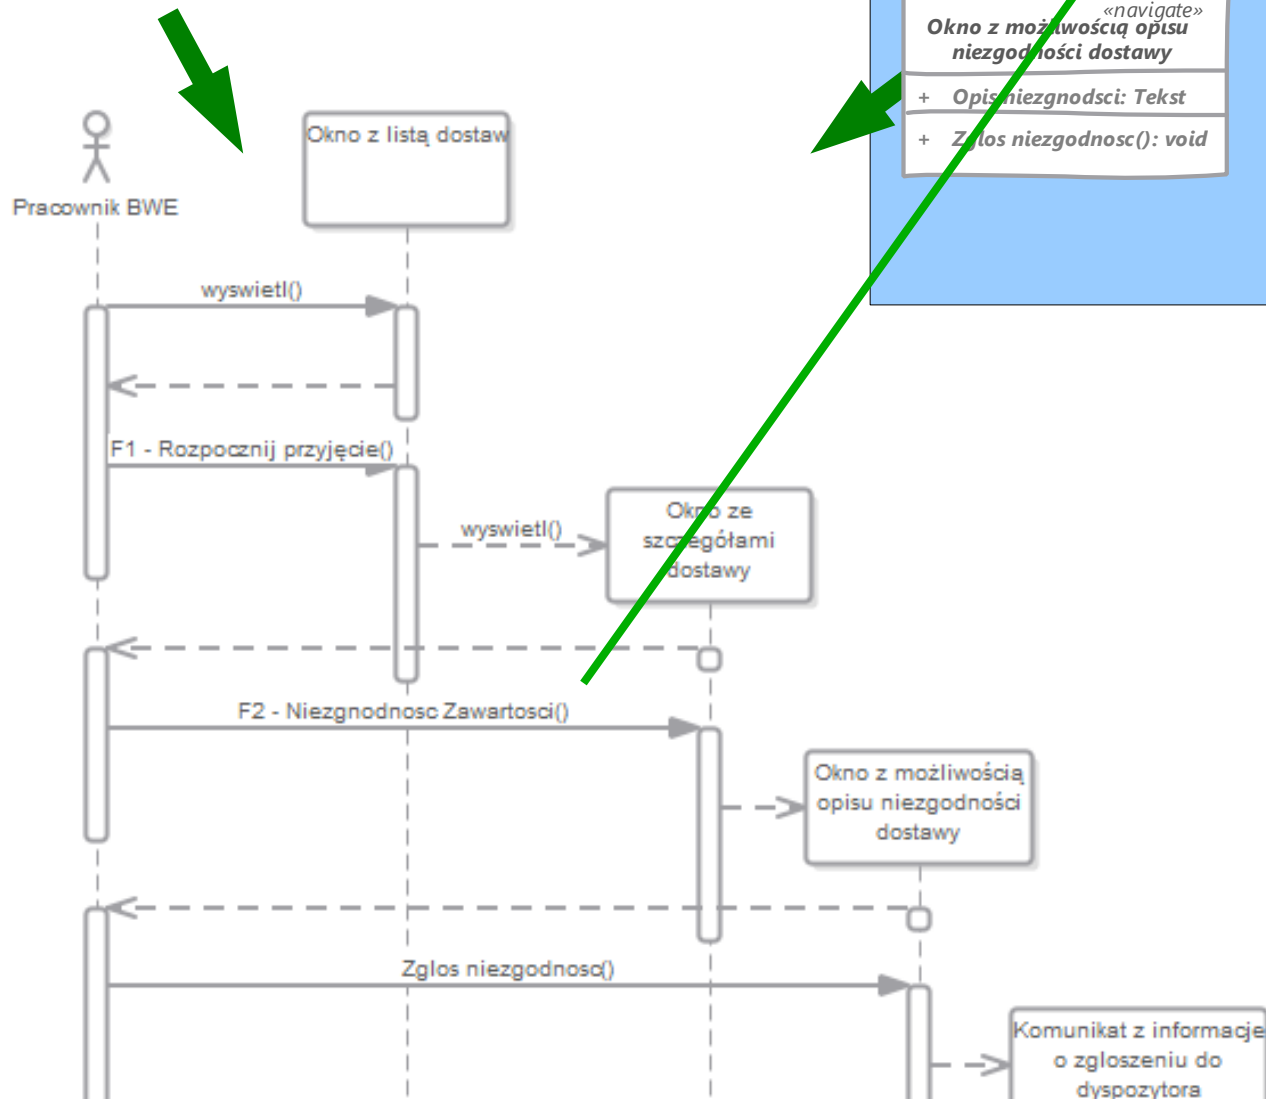 «navigate»
Okno z możliwością opisu
niezgodności dostawy
+ Opis niezgnodsci: Tekst
+ Zglos niezgodnosc(): void
Okno z listą dostaw
Pracownik BWE
wyswietl()
F1 - Rozpocznij przyjęcie()
Okno ze
szczegółami
dostawy
wyswietl()
F2 - Niezgnodnosc Zawartosci()
Okno z możliwością
opisu niezgodności
dostawy
Zglos niezgodnosc()
Komunikat z informacje
o zgloszeniu do
dyspozytora